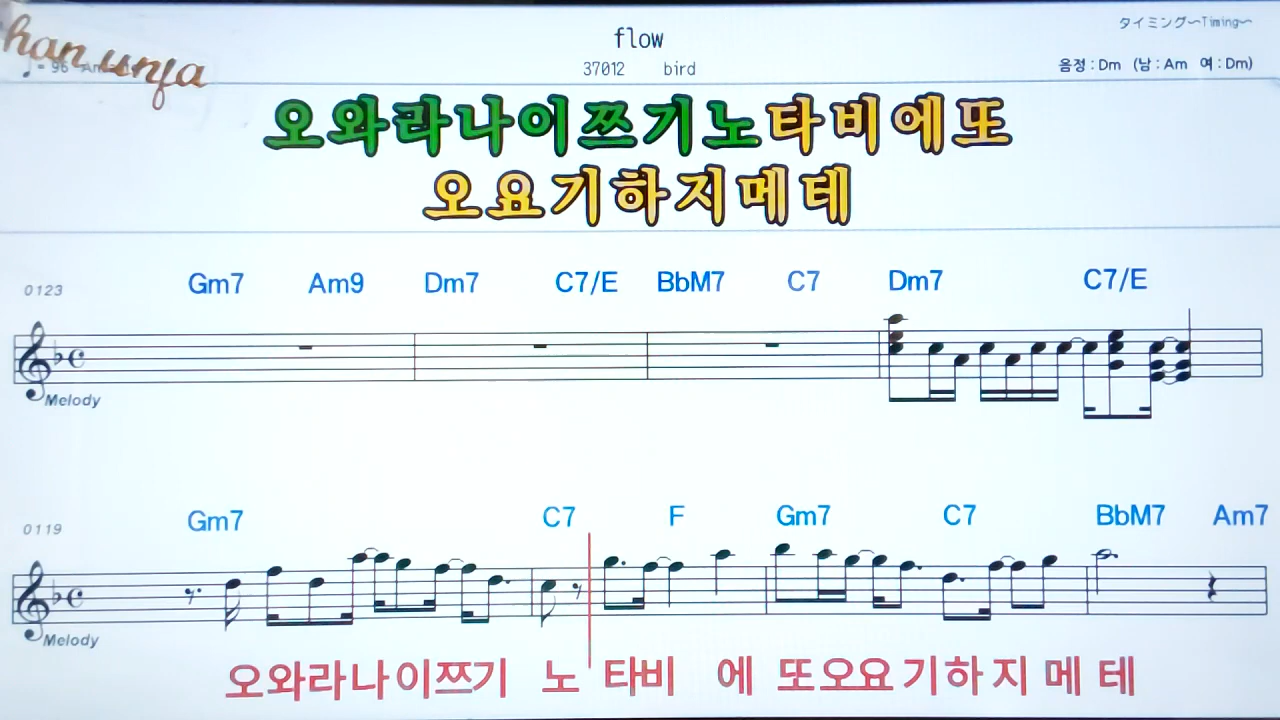 タイミング〜Timing〜
flow
han unfa
♩= 96
37012 bird
음정 : Dm (남 : Am 여 : Dm)
오와라나이쯔기노타비에또
오요기하지메테
0123 Gm7 Am9 Dm7 C7/E BbM7 C7 Dm7 C7/E
Melody
0119 Gm7 C7 F Gm7 C7 BbM7 Am7
Melody
오와라나이쯔기 노 타비 에 또오요기하지 메 테